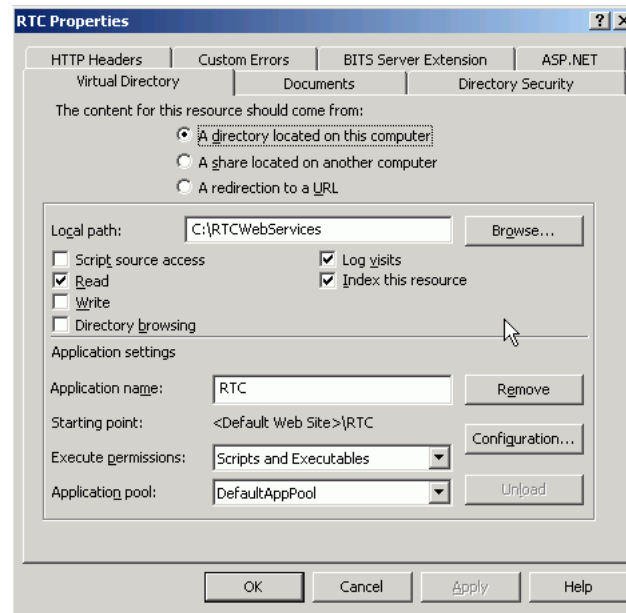 RTC Properties
HTTP Headers Custom Errors BITS Server Extension ASP.NET
Virtual Directory Documents Directory Security
The content for this resource should come from:
A directory located on this computer
A share located on another computer
A redirection to a URL
Local path: C:\RTCWebServices Browse...
Script source access Log visits
Read Index this resource
Write
Directory browsing
Application settings
Application name: RTC Remove
Starting point: <Default Web Site>\RTC
Configuration...
Execute permissions: Scripts and Executables
Application pool: DefaultAppPool Unload
OK Cancel Apply Help